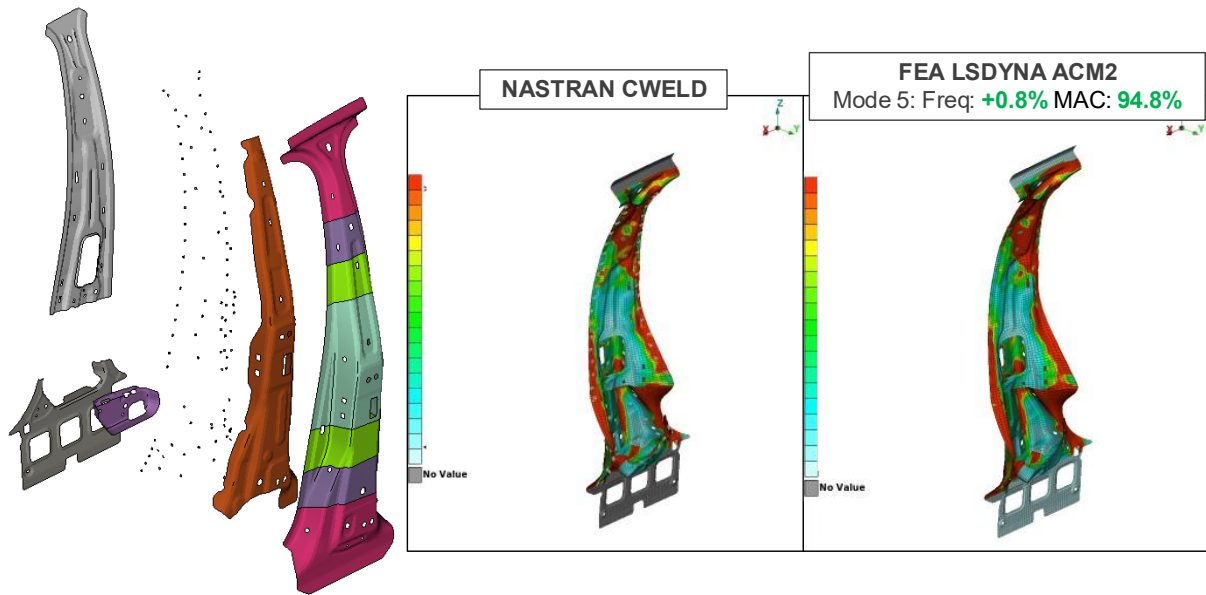 NASTRAN CWELD
FEA LSDYNA ACM2
Mode 5: Freq: +0.8% MAC: 94.8%
Z
X
Y
X
Y
No Value
No Value